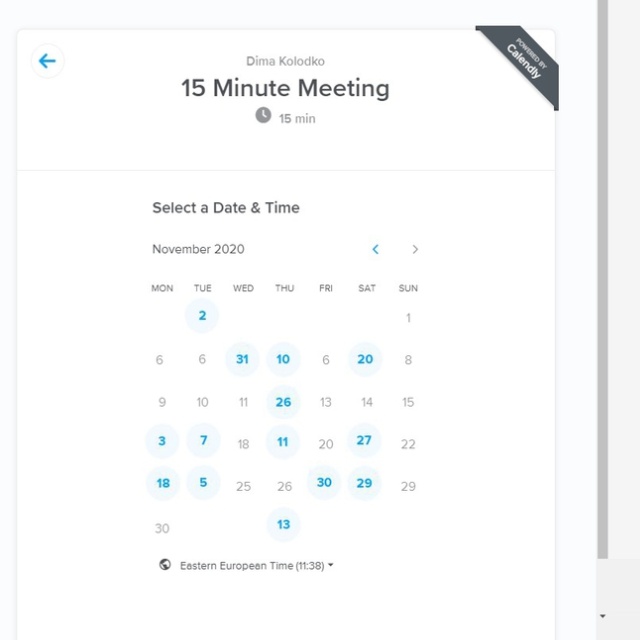 Dima Kolodko
POWERED BY
Calendly
15 Minute Meeting
15 min
Select a Date & Time
November 2020
MON TUE WED THU FRI SAT SUN
2 1
6 6 31 10 6 20 8
9 10 11 26 13 14 15
3 7 18 11 20 27 22
18 5 25 26 30 29 29
30 13
Eastern European Time (11:38)